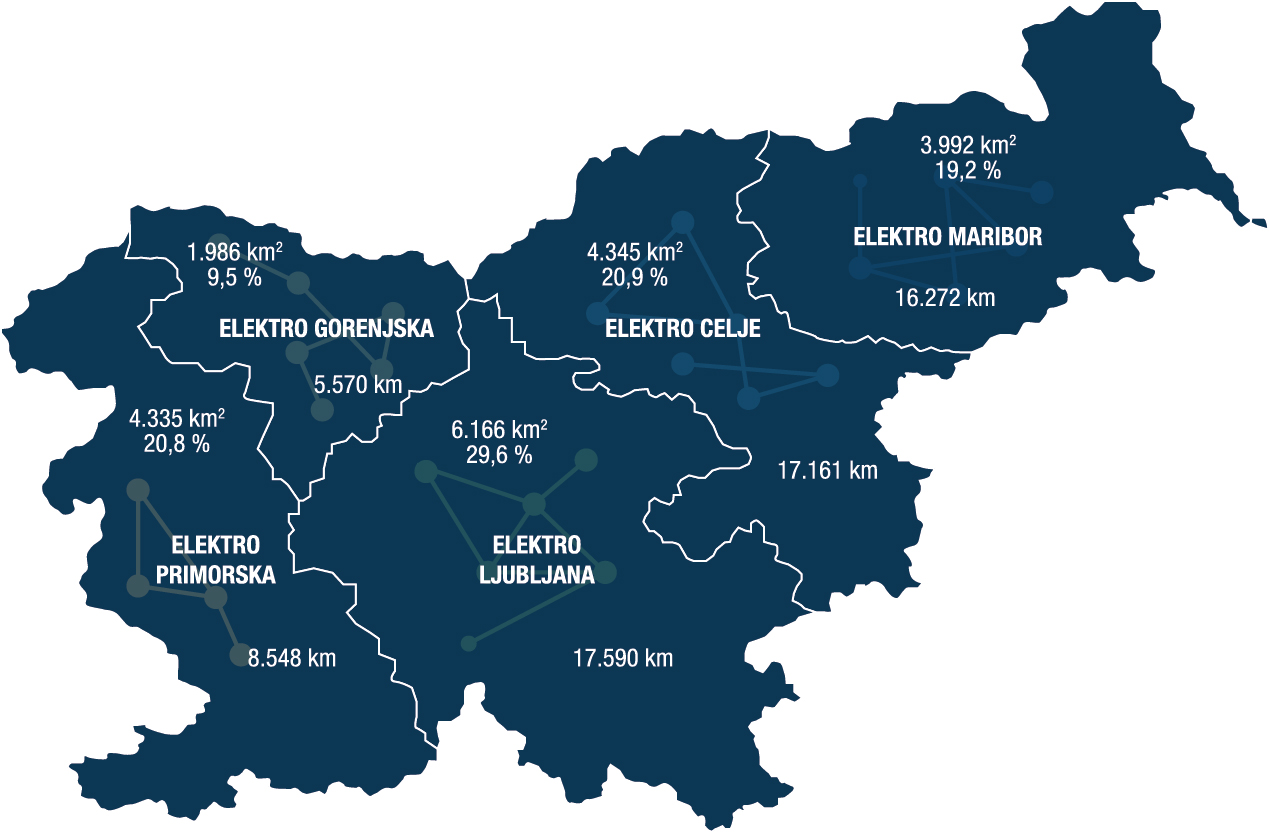 3.992 km²
19,2 %
ELEKTRO MARIBOR
16.272 km
1.986 km²
9,5 %
ELEKTRO GORENJSKA
5.570 km
4.345 km²
20,9 %
ELEKTRO CELJE
17.161 km
4.335 km²
20,8 %
ELEKTRO
PRIMORSKA
8.548 km
6.166 km²
29,6 %
ELEKTRO
LJUBLJANA
17.590 km